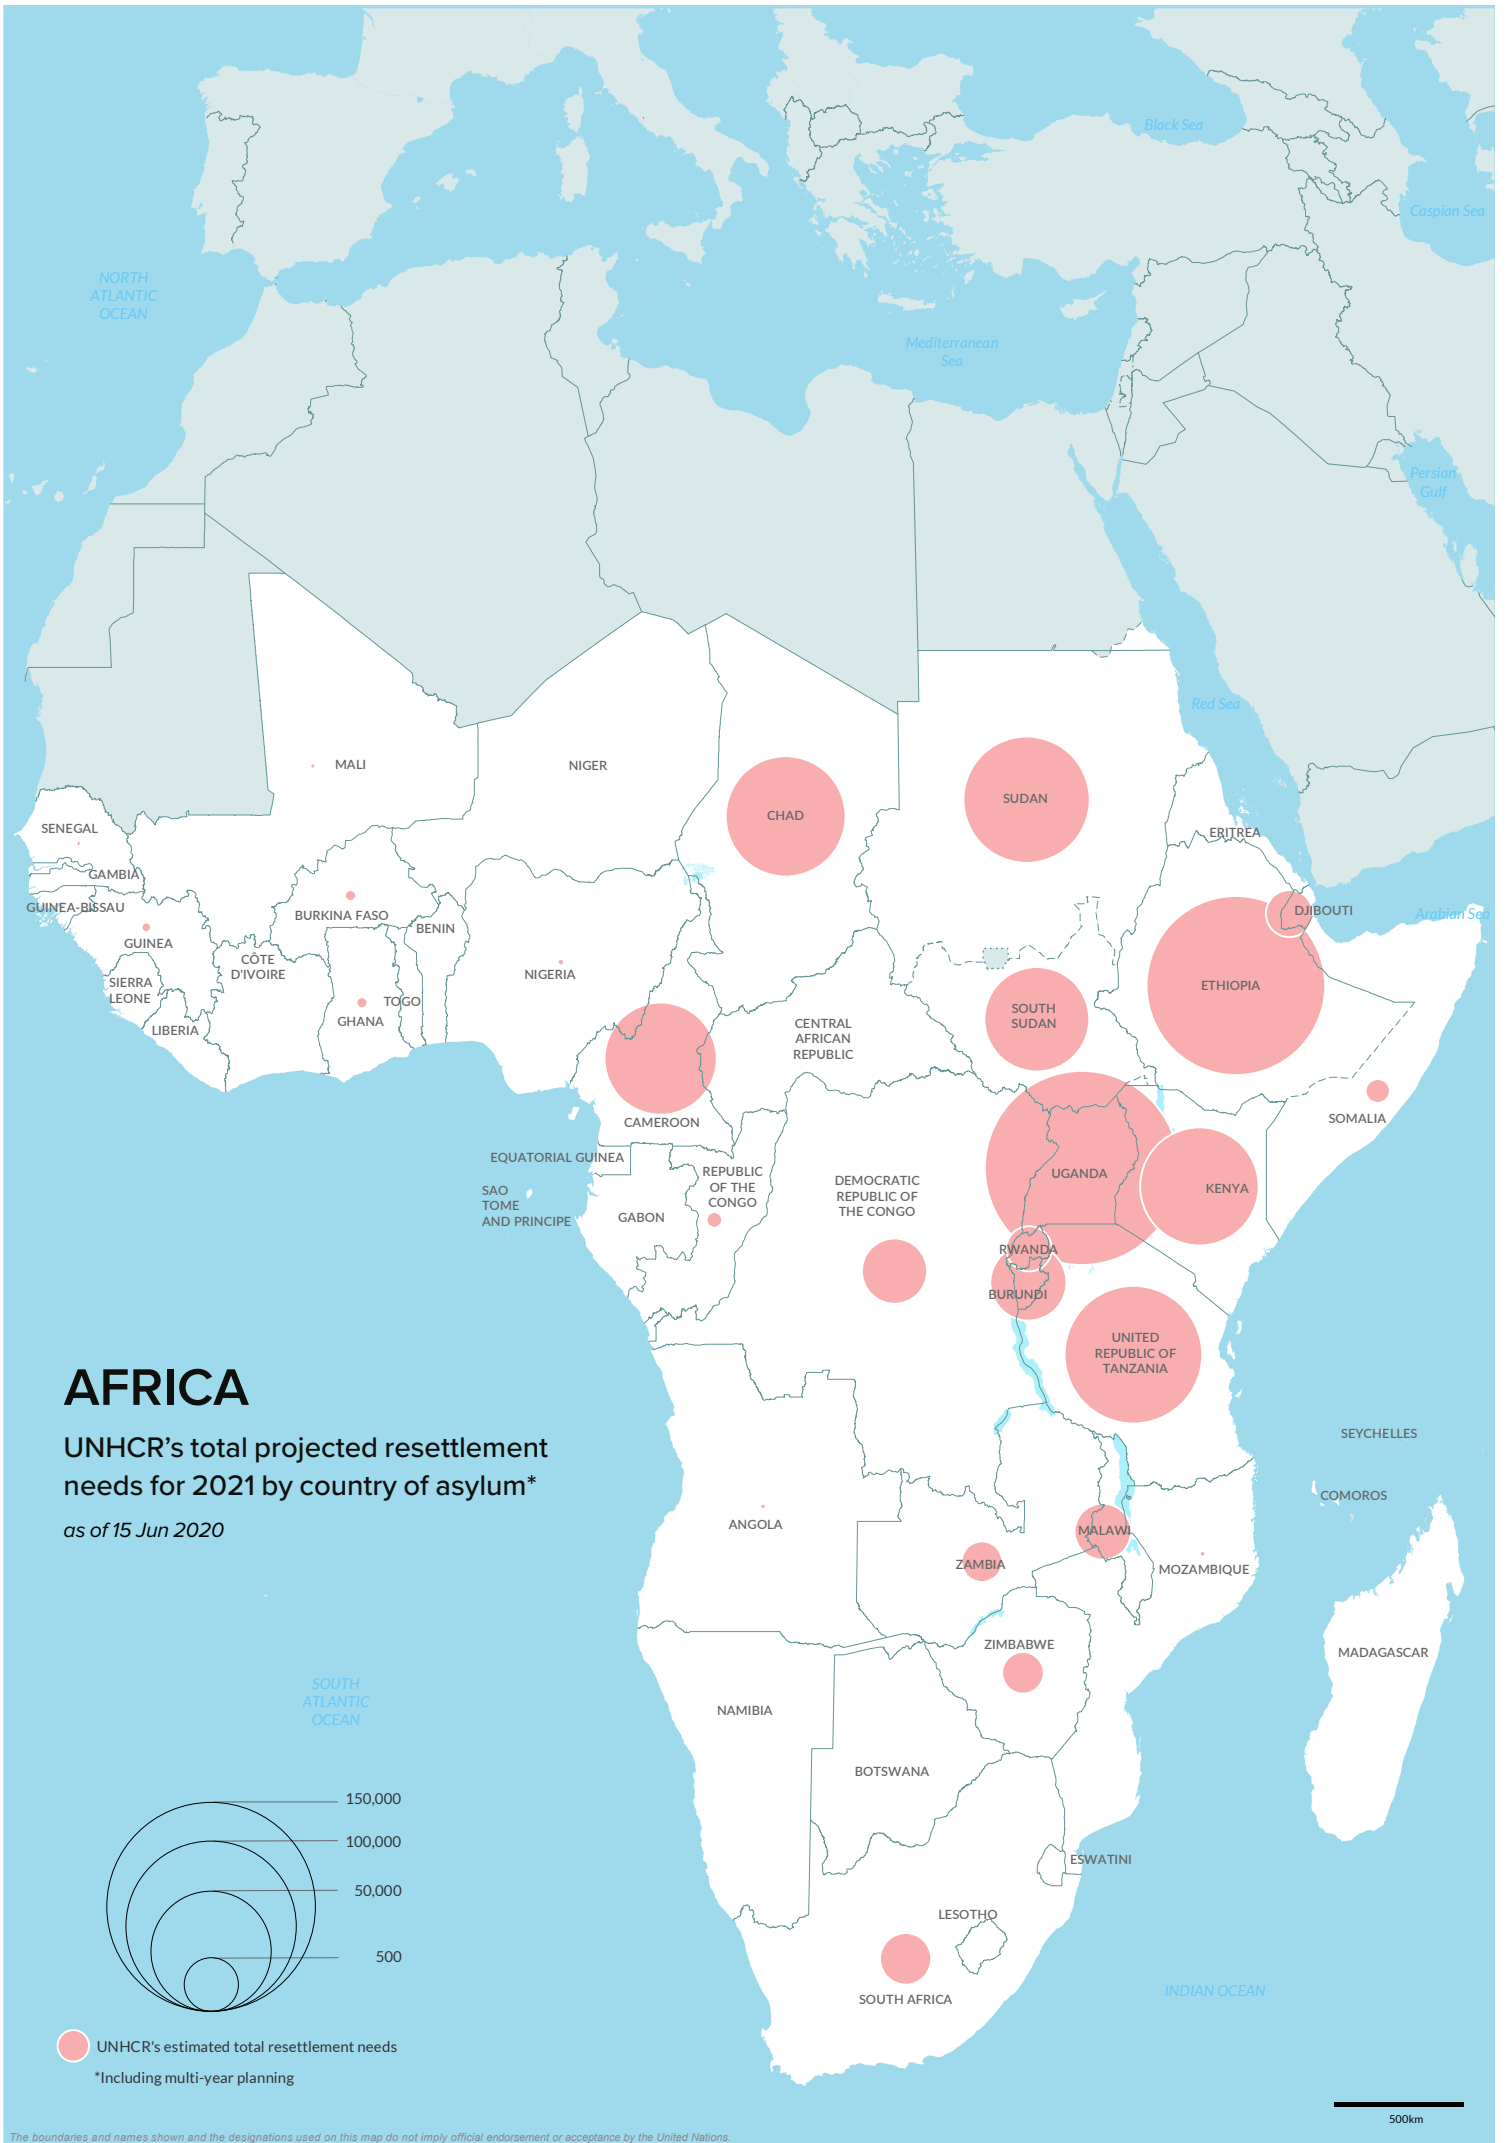 Black Sea
Caspian Sea
NORTH
ATLANTIC
OCEAN
Mediterranean
Sea
Persian
Gulf
Red Sea
MALI
NIGER
CHAD
SUDAN
SENEGAL
ERITREA
GAMBIA
GUINEA-BISSAU
BURKINA FASO
BENIN
DJIBOUTI
Arabian Sea
GUINEA
CÔTE
D'IVOIRE
NIGERIA
SIERRA
LEONE
TOGO
GHANA
LIBERIA
ETHIOPIA
SOUTH
SUDAN
CENTRAL
AFRICAN
REPUBLIC
CAMEROON
SOMALIA
EQUATORIAL GUINEA
SAO
TOME
AND PRINCIPE
GABON
REPUBLIC
OF THE
CONGO
DEMOCRATIC
REPUBLIC OF
THE CONGO
UGANDA
KENYA
RWANDA
BURUNDI
UNITED
REPUBLIC OF
TANZANIA
AFRICA
UNHCR's total projected resettlement
needs for 2021 by country of asylum*
as of 15 Jun 2020
SEYCHELLES
COMOROS
ANGOLA
MALAWI
ZAMBIA
MOZAMBIQUE
ZIMBABWE
MADAGASCAR
SOUTH
ATLANTIC
OCEAN
NAMIBIA
BOTSWANA
ESWATINI
LESOTHO
SOUTH AFRICA
INDIAN OCEAN
150,000
100,000
50,000
500
UNHCR's estimated total resettlement needs
*Including multi-year planning
500km
The boundaries and names shown and the designations used on this map do not imply official endorsement or acceptance by the United Nations.